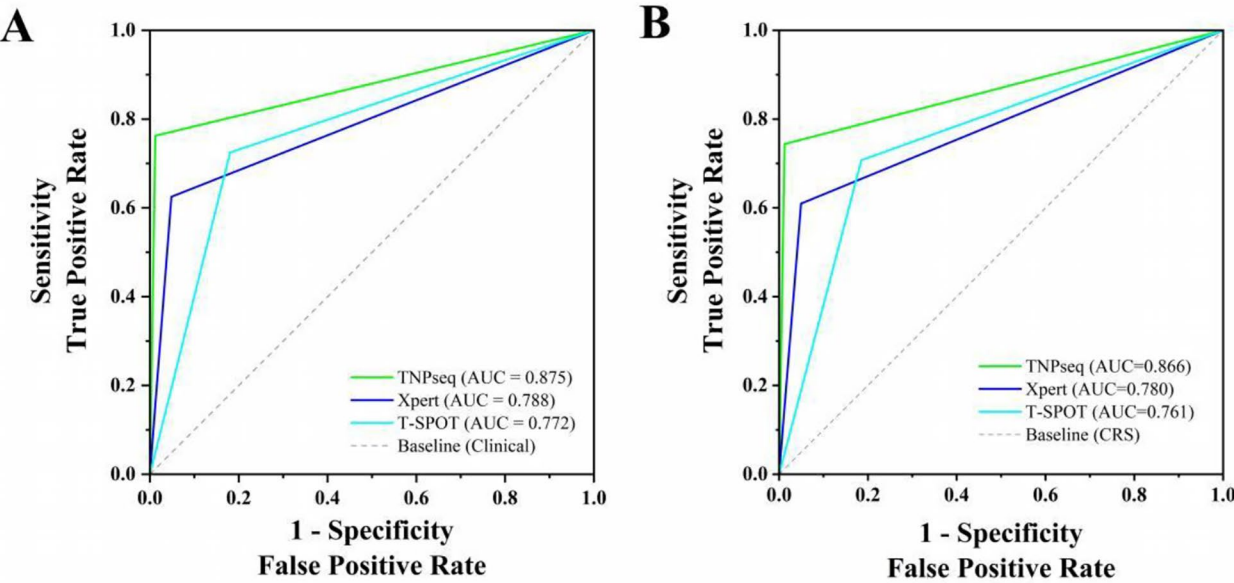 A
Sensitivity
True Positive Rate
1.0
0.8
0.6
0.4
0.2
0.0
TNPseq (AUC = 0.875)
Xpert (AUC = 0.788)
T-SPOT (AUC = 0.772)
Baseline (Clinical)
0.0 0.2 0.4 0.6 0.8 1.0
1 - Specificity
False Positive Rate
B
Sensitivity
True Positive Rate
1.0
0.8
0.6
0.4
0.2
0.0
TNPseq (AUC=0.866)
Xpert (AUC=0.780)
T-SPOT (AUC=0.761)
Baseline (CRS)
0.0 0.2 0.4 0.6 0.8 1.0
1 - Specificity
False Positive Rate